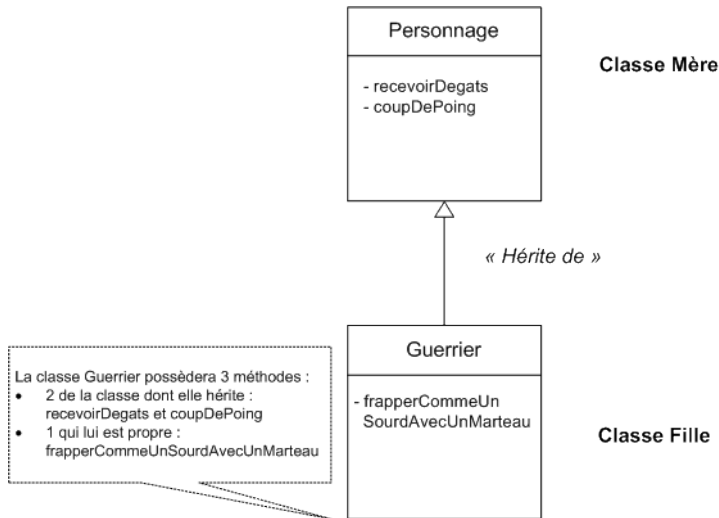 Personnage
Classe Mère
- recevoirDegats
- coupDePoing
« Hérite de »
Guerrier
- frapperCommeUn
SourdAvecUnMarteau
Classe Fille
La classe Guerrier possèdera 3 méthodes :
• 2 de la classe dont elle hérite :
recevoirDegats et coupDePoing
• 1 qui lui est propre :
frapperCommeUnSourdAvecUnMarteau